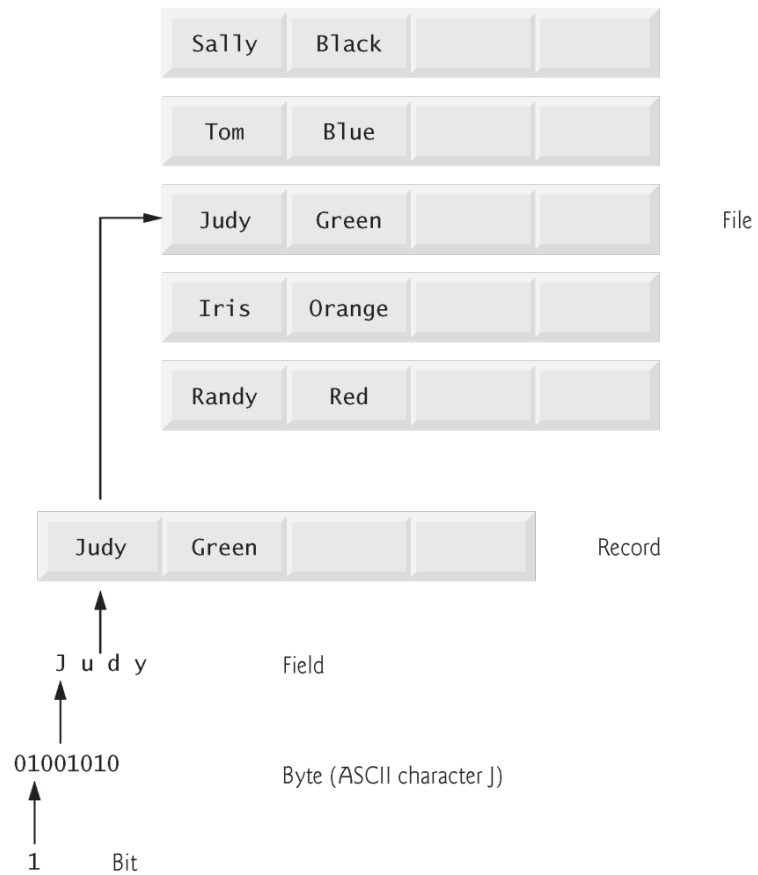 Sally Black
Tom Blue
Judy Green File
Iris Orange
Randy Red
Judy Green Record
J u d y Field
01001010 Byte (ASCII character J)
1 Bit